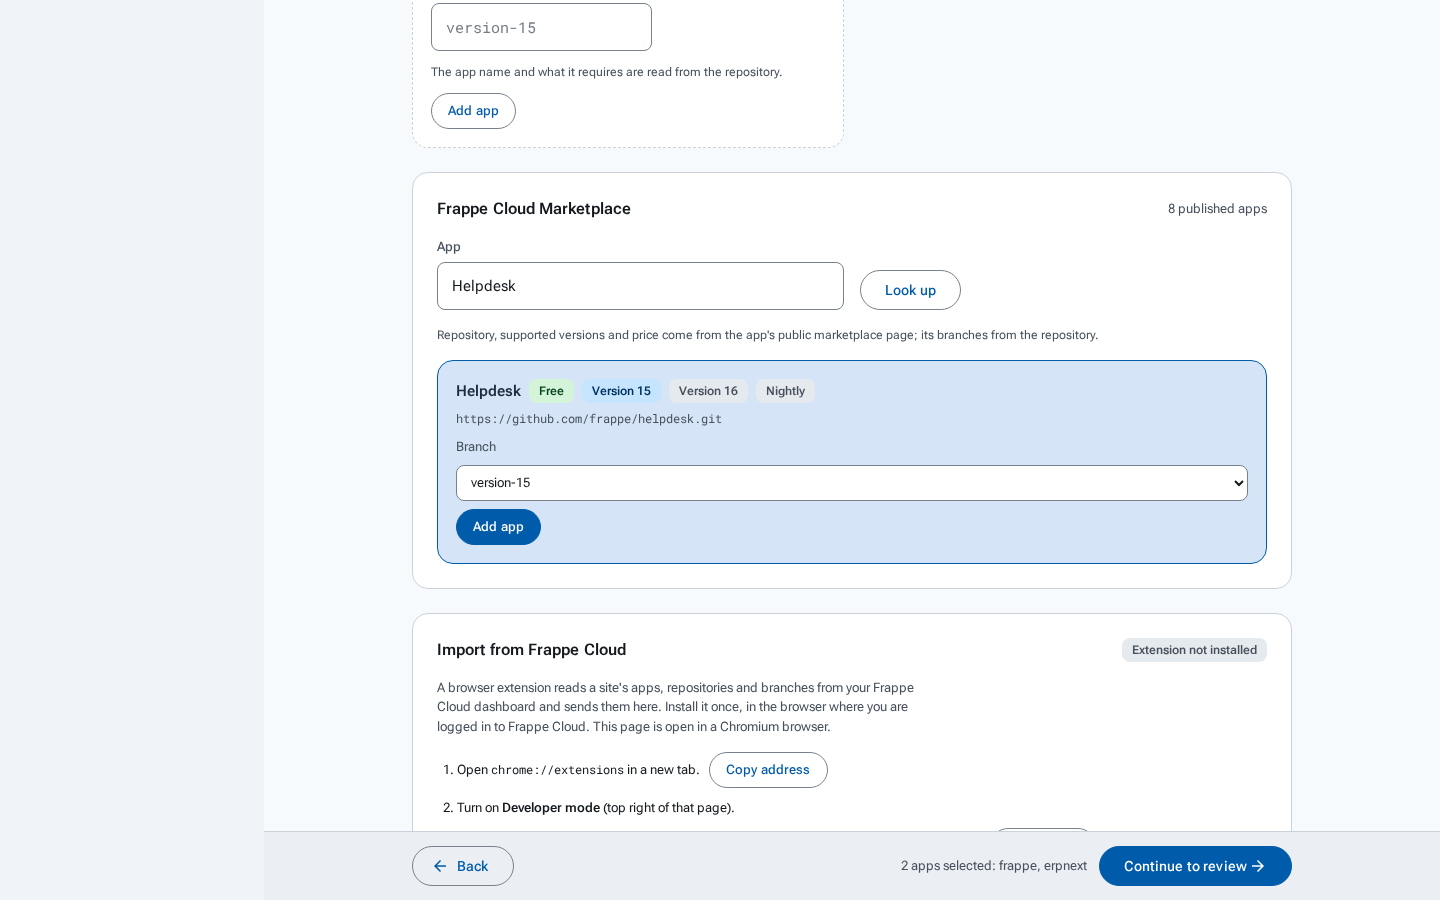 version-15
The app name and what it requires are read from the repository.
Add app
Frappe Cloud Marketplace
8 published apps
App
Helpdesk
Look up
Repository, supported versions and price come from the app's public marketplace page; its branches from the repository.
Helpdesk Free Version 15 Version 16 Nightly
https://github.com/frappe/helpdesk.git
Branch
version-15
Add app
Import from Frappe Cloud
Extension not installed
A browser extension reads a site's apps, repositories and branches from your Frappe
Cloud dashboard and sends them here. Install it once, in the browser where you are
logged in to Frappe Cloud. This page is open in a Chromium browser.
1. Open chrome://extensions in a new tab. Copy address
2. Turn on Developer mode (top right of that page).
Back
2 apps selected: frappe, erpnext
Continue to review